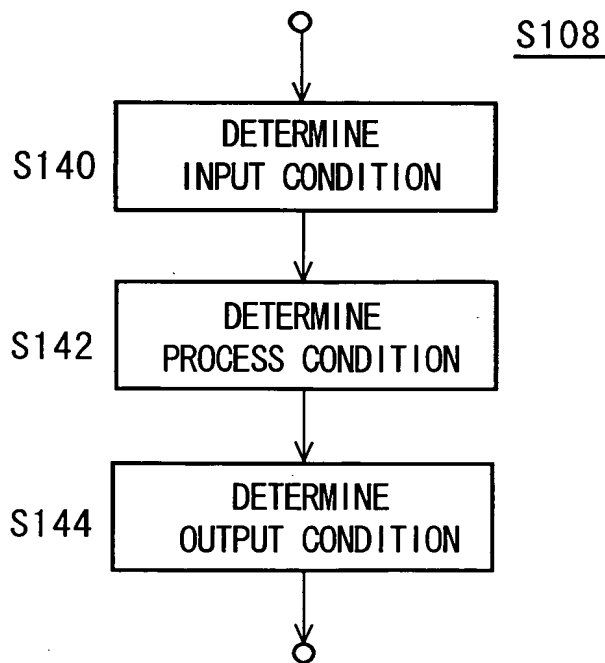 S108
DETERMINE
INPUT CONDITION
S140
DETERMINE
PROCESS CONDITION
S142
DETERMINE
OUTPUT CONDITION
S144